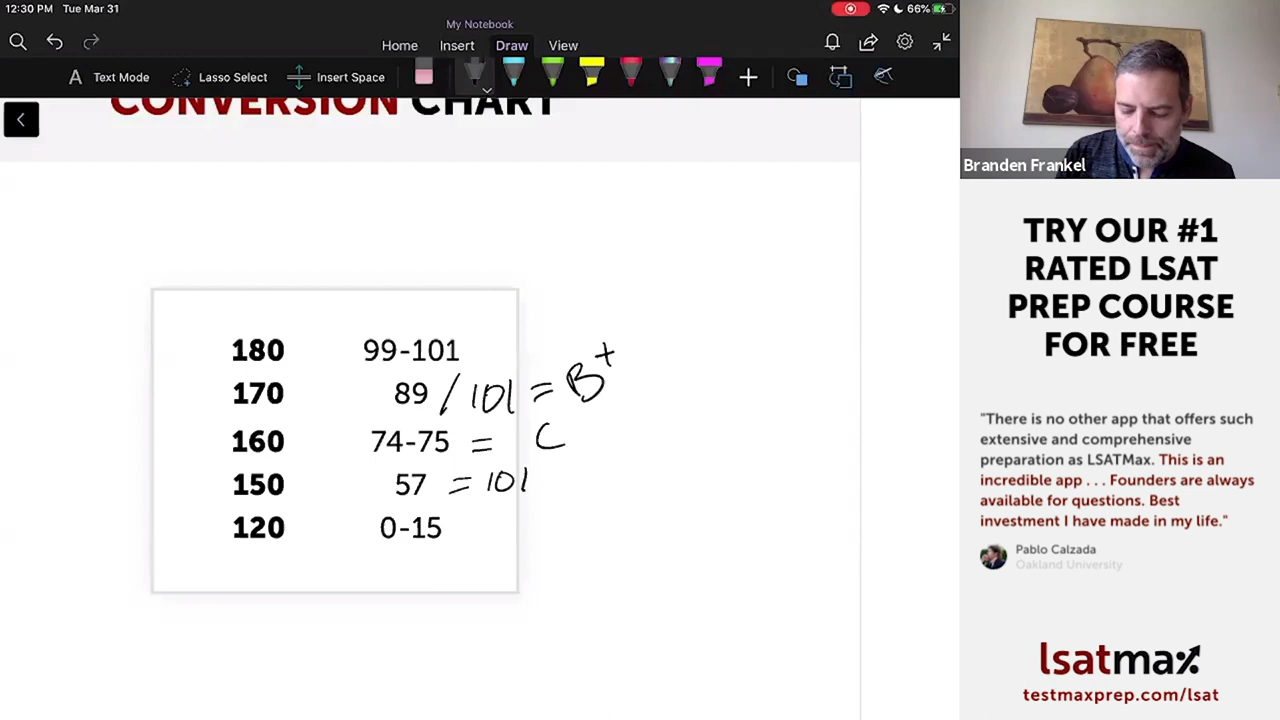 12:30 PM Tue Mar 31
66%
My Notebook
Home Insert Draw View
A Text Mode Lasso Select Insert Space
CONVERSION CHART
180 99-101
170 89 / 101 = B+
160 74-75 = C
150 57 = 101
120 0-15
Branden Frankel
TRY OUR #1
RATED LSAT
PREP COURSE
FOR FREE
"There is no other app that offers such
extensive and comprehensive
preparation as LSATMax. This is an
incredible app . . . Founders are always
available for questions. Best
investment I have made in my life."
Pablo Calzada
Oakland University
lsatmax
testmaxprep.com/lsat